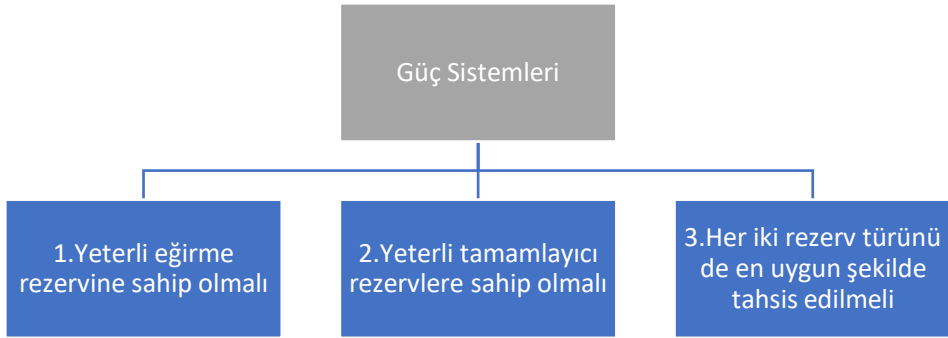 Güç Sistemleri
1.Yeterli eğirme
rezervine sahip olmalı
2.Yeterli tamamlayıcı
rezervlere sahip olmalı
3.Her iki rezerv türünü
de en uygun şekilde
tahsis edilmeli